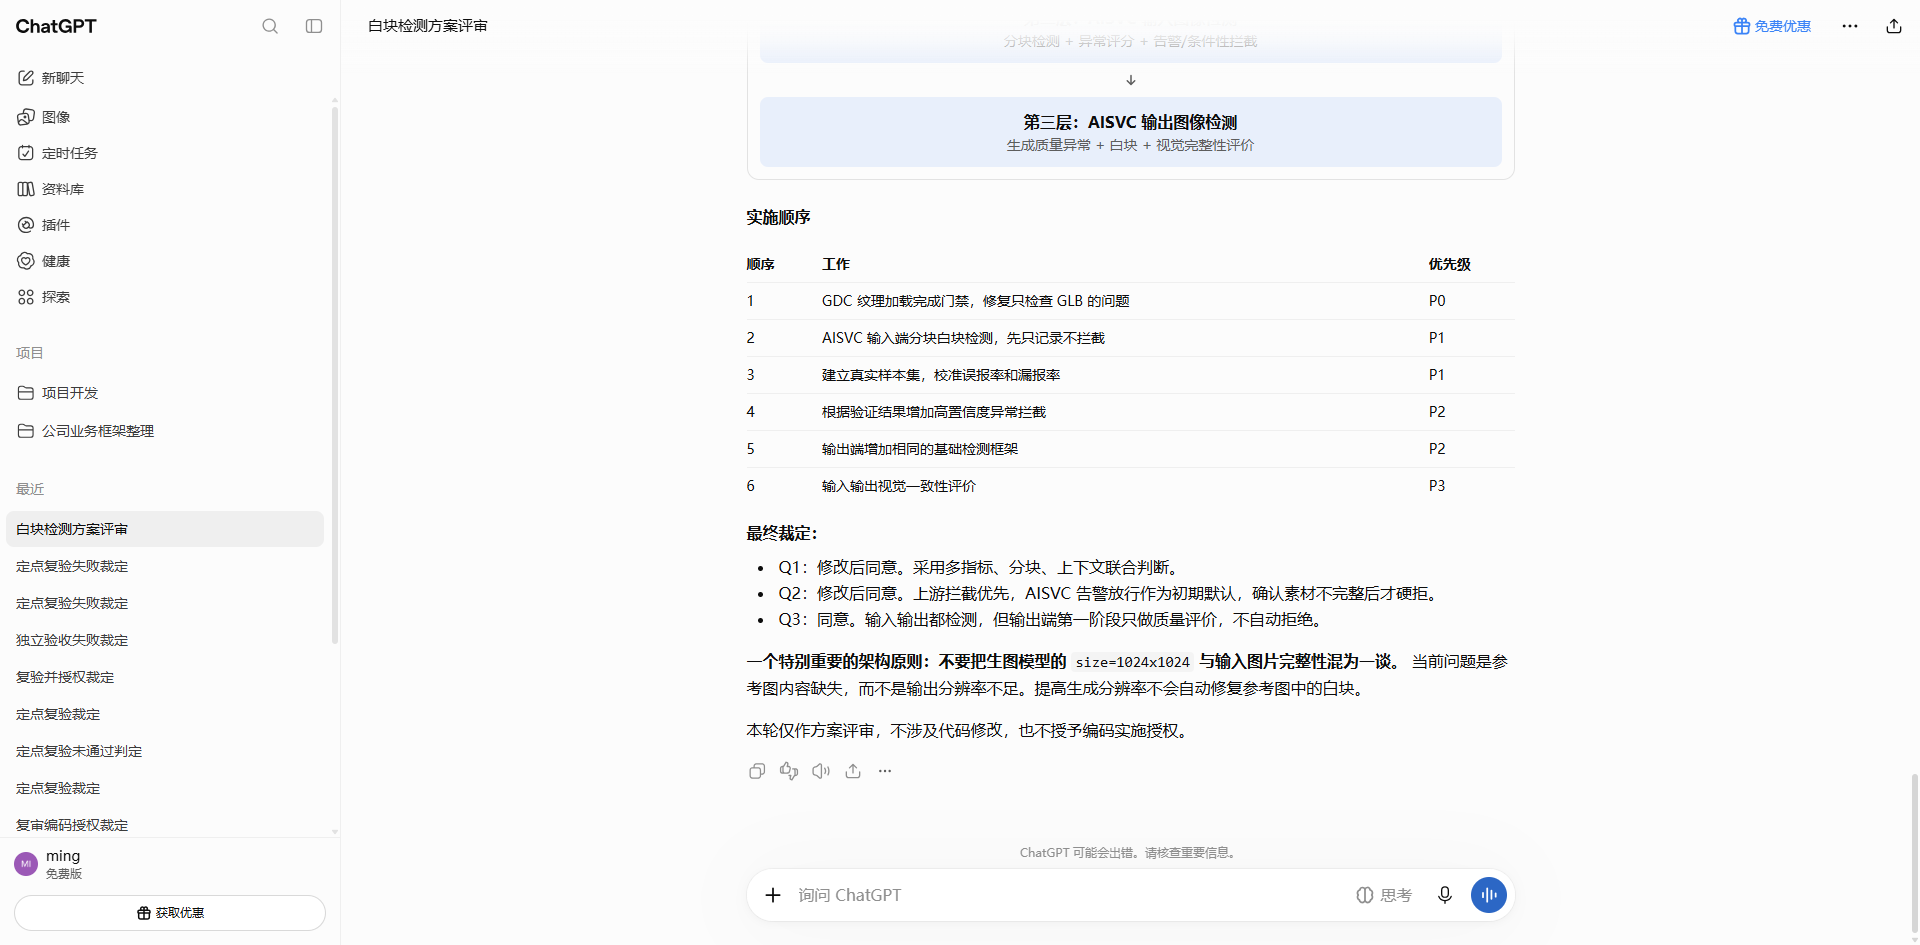 ChatGPT
新聊天
图像
定时任务
资料库
插件
健康
探索
项目
项目开发
公司业务框架整理
最近
白块检测方案评审
定点复验失败裁定
定点复验失败裁定
独立验收失败裁定
复验并授权裁定
定点复验裁定
定点复验未通过判定
定点复验裁定
复审编码授权裁定
MI
ming
免费版
获取优惠
白块检测方案评审
免费优惠
分块检测 + 异常评分 + 告警/条件性拦截
↓
第三层：AISVC 输出图像检测
生成质量异常 + 白块 + 视觉完整性评价
实施顺序
顺序 工作 优先级
1 GDC 纹理加载完成门禁，修复只检查 GLB 的问题 P0
2 AISVC 输入端分块白块检测，先只记录不拦截 P1
3 建立真实样本集，校准误报率和漏报率 P1
4 根据验证结果增加高置信度异常拦截 P2
5 输出端增加相同的基础检测框架 P2
6 输入输出视觉一致性评价 P3
最终裁定：
• Q1：修改后同意。采用多指标、分块、上下文联合判断。
• Q2：修改后同意。上游拦截优先，AISVC 告警放行作为初期默认，确认素材不完整后才硬拒。
• Q3：同意。输入输出都检测，但输出端第一阶段只做质量评价，不自动拒绝。
一个特别重要的架构原则：不要把生图模型的 size=1024x1024 与输入图片完整性混为一谈。 当前问题是参
考图内容缺失，而不是输出分辨率不足。提高生成分辨率不会自动修复参考图中的白块。
本轮仅作方案评审，不涉及代码修改，也不授予编码实施授权。
ChatGPT 可能会出错。请核查重要信息。
询问 ChatGPT
思考